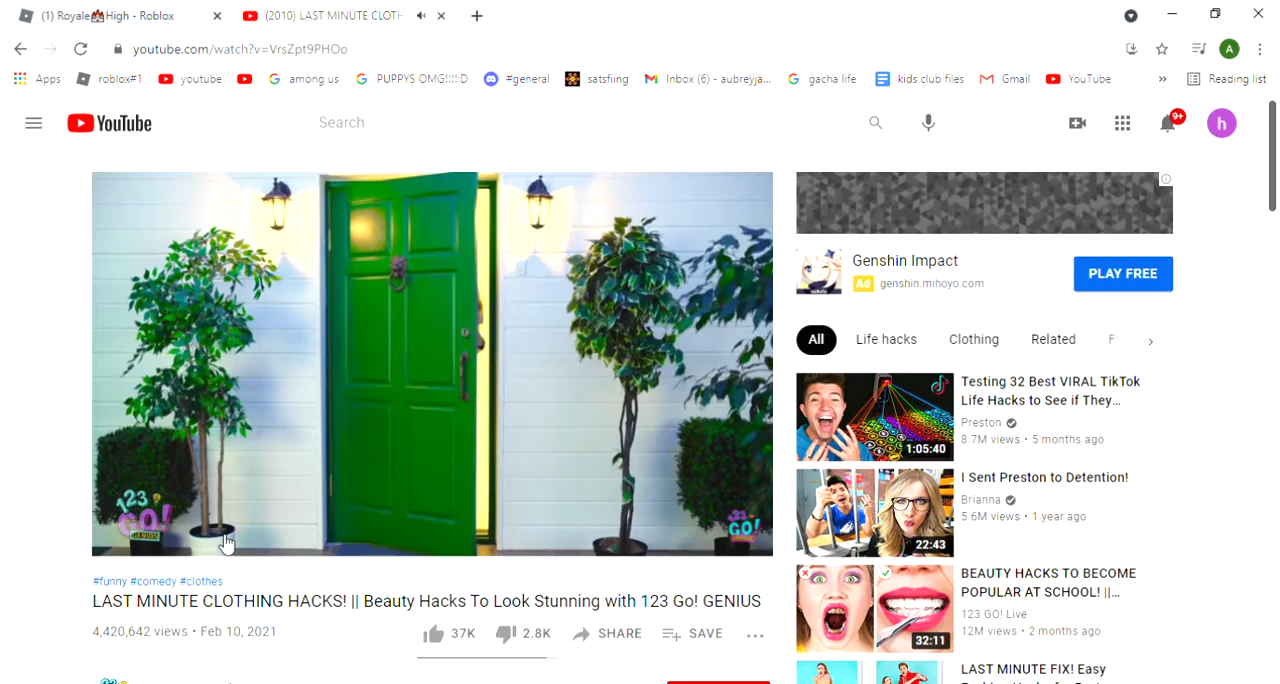 (1) Royale🏰High - Roblox
(2010) LAST MINUTE CLOTH
youtube.com/watch?v=VrsZpt9PHOo
A
Apps
roblox#1
youtube
among us
PUPPYS OMG!!!!:D
#general
satsfiing
Inbox (6) - aubreyja...
gacha life
kids club files
Gmail
YouTube
»
Reading list
YouTube
Search
9+
h
123
GO!
GENIUS
123
GO!
Genshin Impact
Ad genshin.mihoyo.com
PLAY FREE
All
Life hacks
Clothing
Related
F
Testing 32 Best VIRAL TikTok
Life Hacks to See if They...
Preston
8.7M views • 5 months ago
1:05:40
I Sent Preston to Detention!
Brianna
5.6M views • 1 year ago
22:43
BEAUTY HACKS TO BECOME
POPULAR AT SCHOOL! ||...
123 GO! Live
12M views • 2 months ago
32:11
LAST MINUTE FIX! Easy
#funny #comedy #clothes
LAST MINUTE CLOTHING HACKS! || Beauty Hacks To Look Stunning with 123 Go! GENIUS
4,420,642 views • Feb 10, 2021
37K
2.8K
SHARE
SAVE